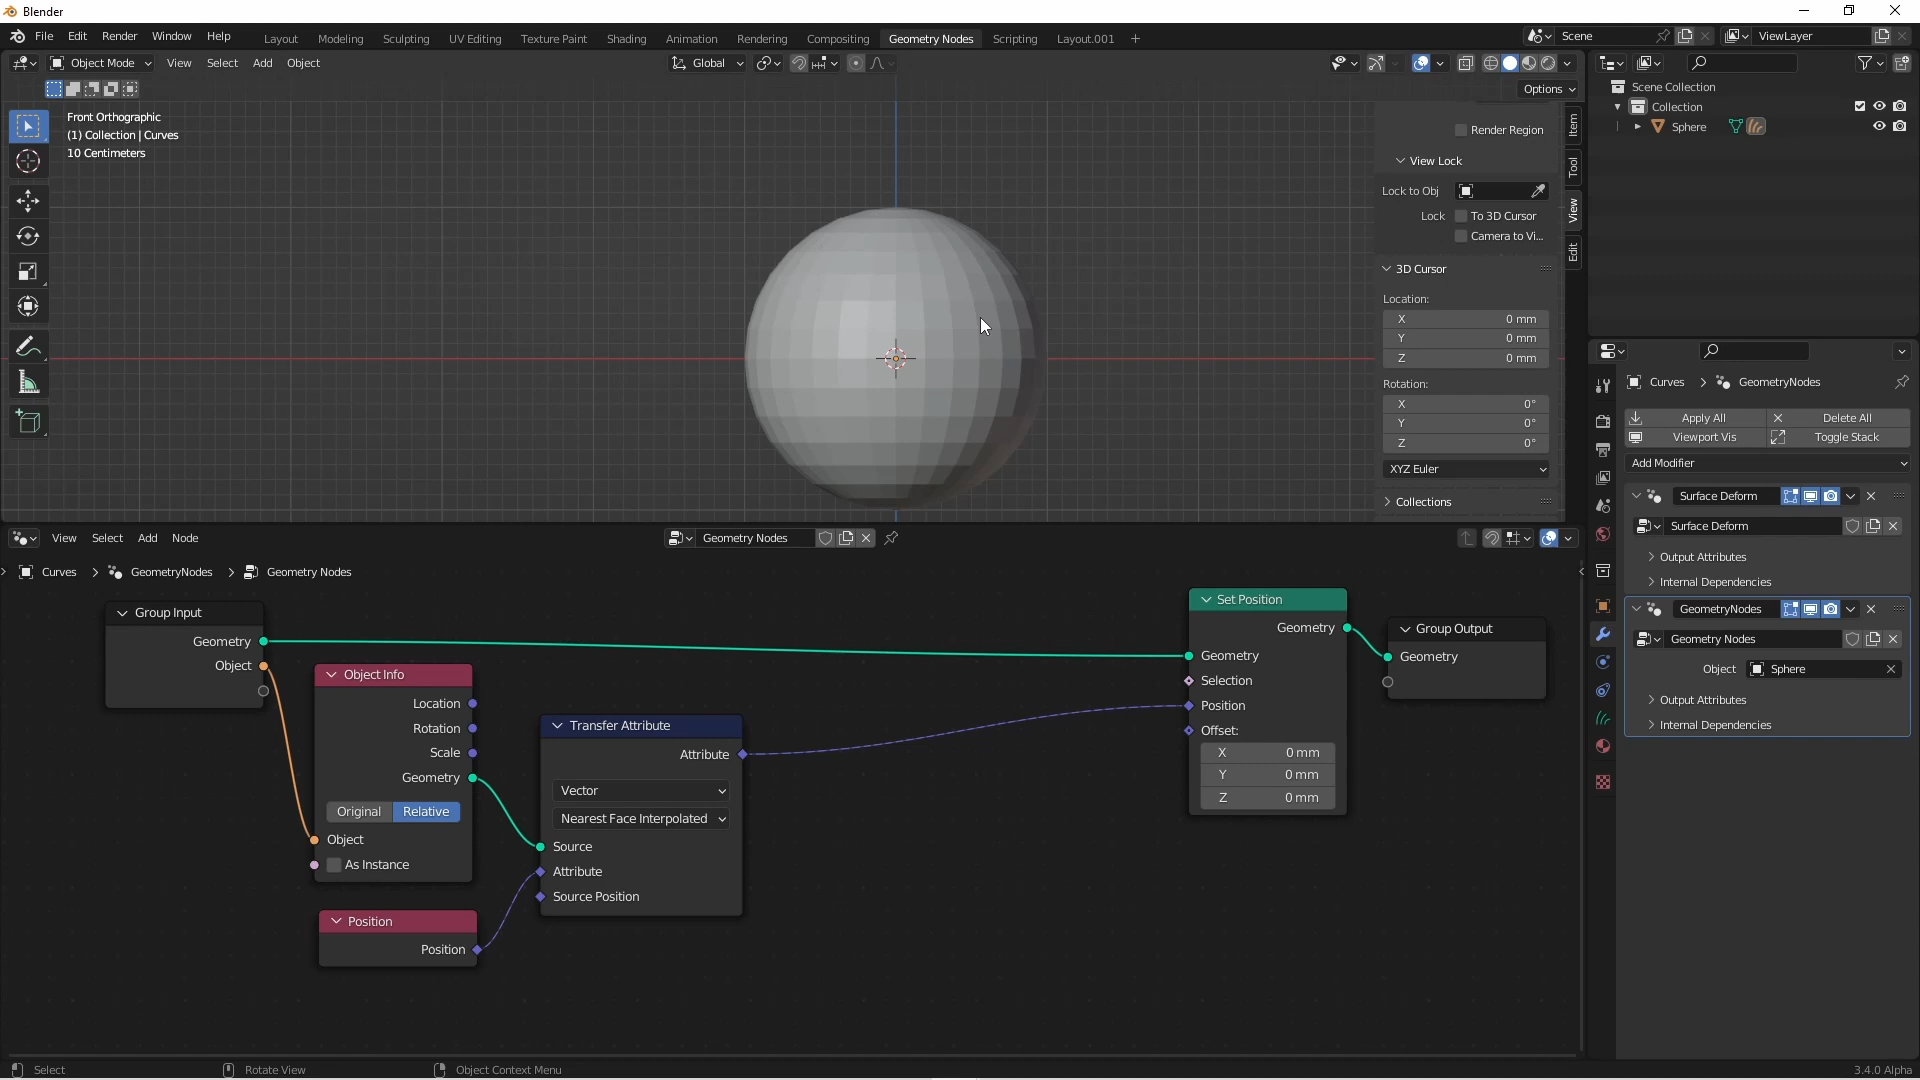 Blender
File Edit Render Window Help
Layout Modeling Sculpting UV Editing Texture Paint Shading Animation Rendering Compositing Geometry Nodes Scripting Layout.001 +
Scene
ViewLayer
Object Mode View Select Add Object
Global
Options
Front Orthographic
(1) Collection | Curves
10 Centimeters
Render Region
View Lock
Lock to Obj
Lock To 3D Cursor
Camera to Vi...
3D Cursor
Location:
X 0 mm
Y 0 mm
Z 0 mm
Rotation:
X 0°
Y 0°
Z 0°
XYZ Euler
Collections
Item
Tool
View
Edit
Scene Collection
Collection
Sphere
Curves > GeometryNodes
Apply All Delete All
Viewport Vis Toggle Stack
Add Modifier
Surface Deform
Surface Deform
Output Attributes
Internal Dependencies
GeometryNodes
Geometry Nodes
Object Sphere
Output Attributes
Internal Dependencies
View Select Add Node
Geometry Nodes
Curves > GeometryNodes > Geometry Nodes
Group Input
Geometry
Object
Object Info
Location
Rotation
Scale
Geometry
Original Relative
Object
As Instance
Position
Position
Transfer Attribute
Attribute
Vector
Nearest Face Interpolated
Source
Attribute
Source Position
Set Position
Geometry
Geometry
Selection
Position
Offset:
X 0 mm
Y 0 mm
Z 0 mm
Group Output
Geometry
Select Rotate View Object Context Menu
3.4.0 Alpha